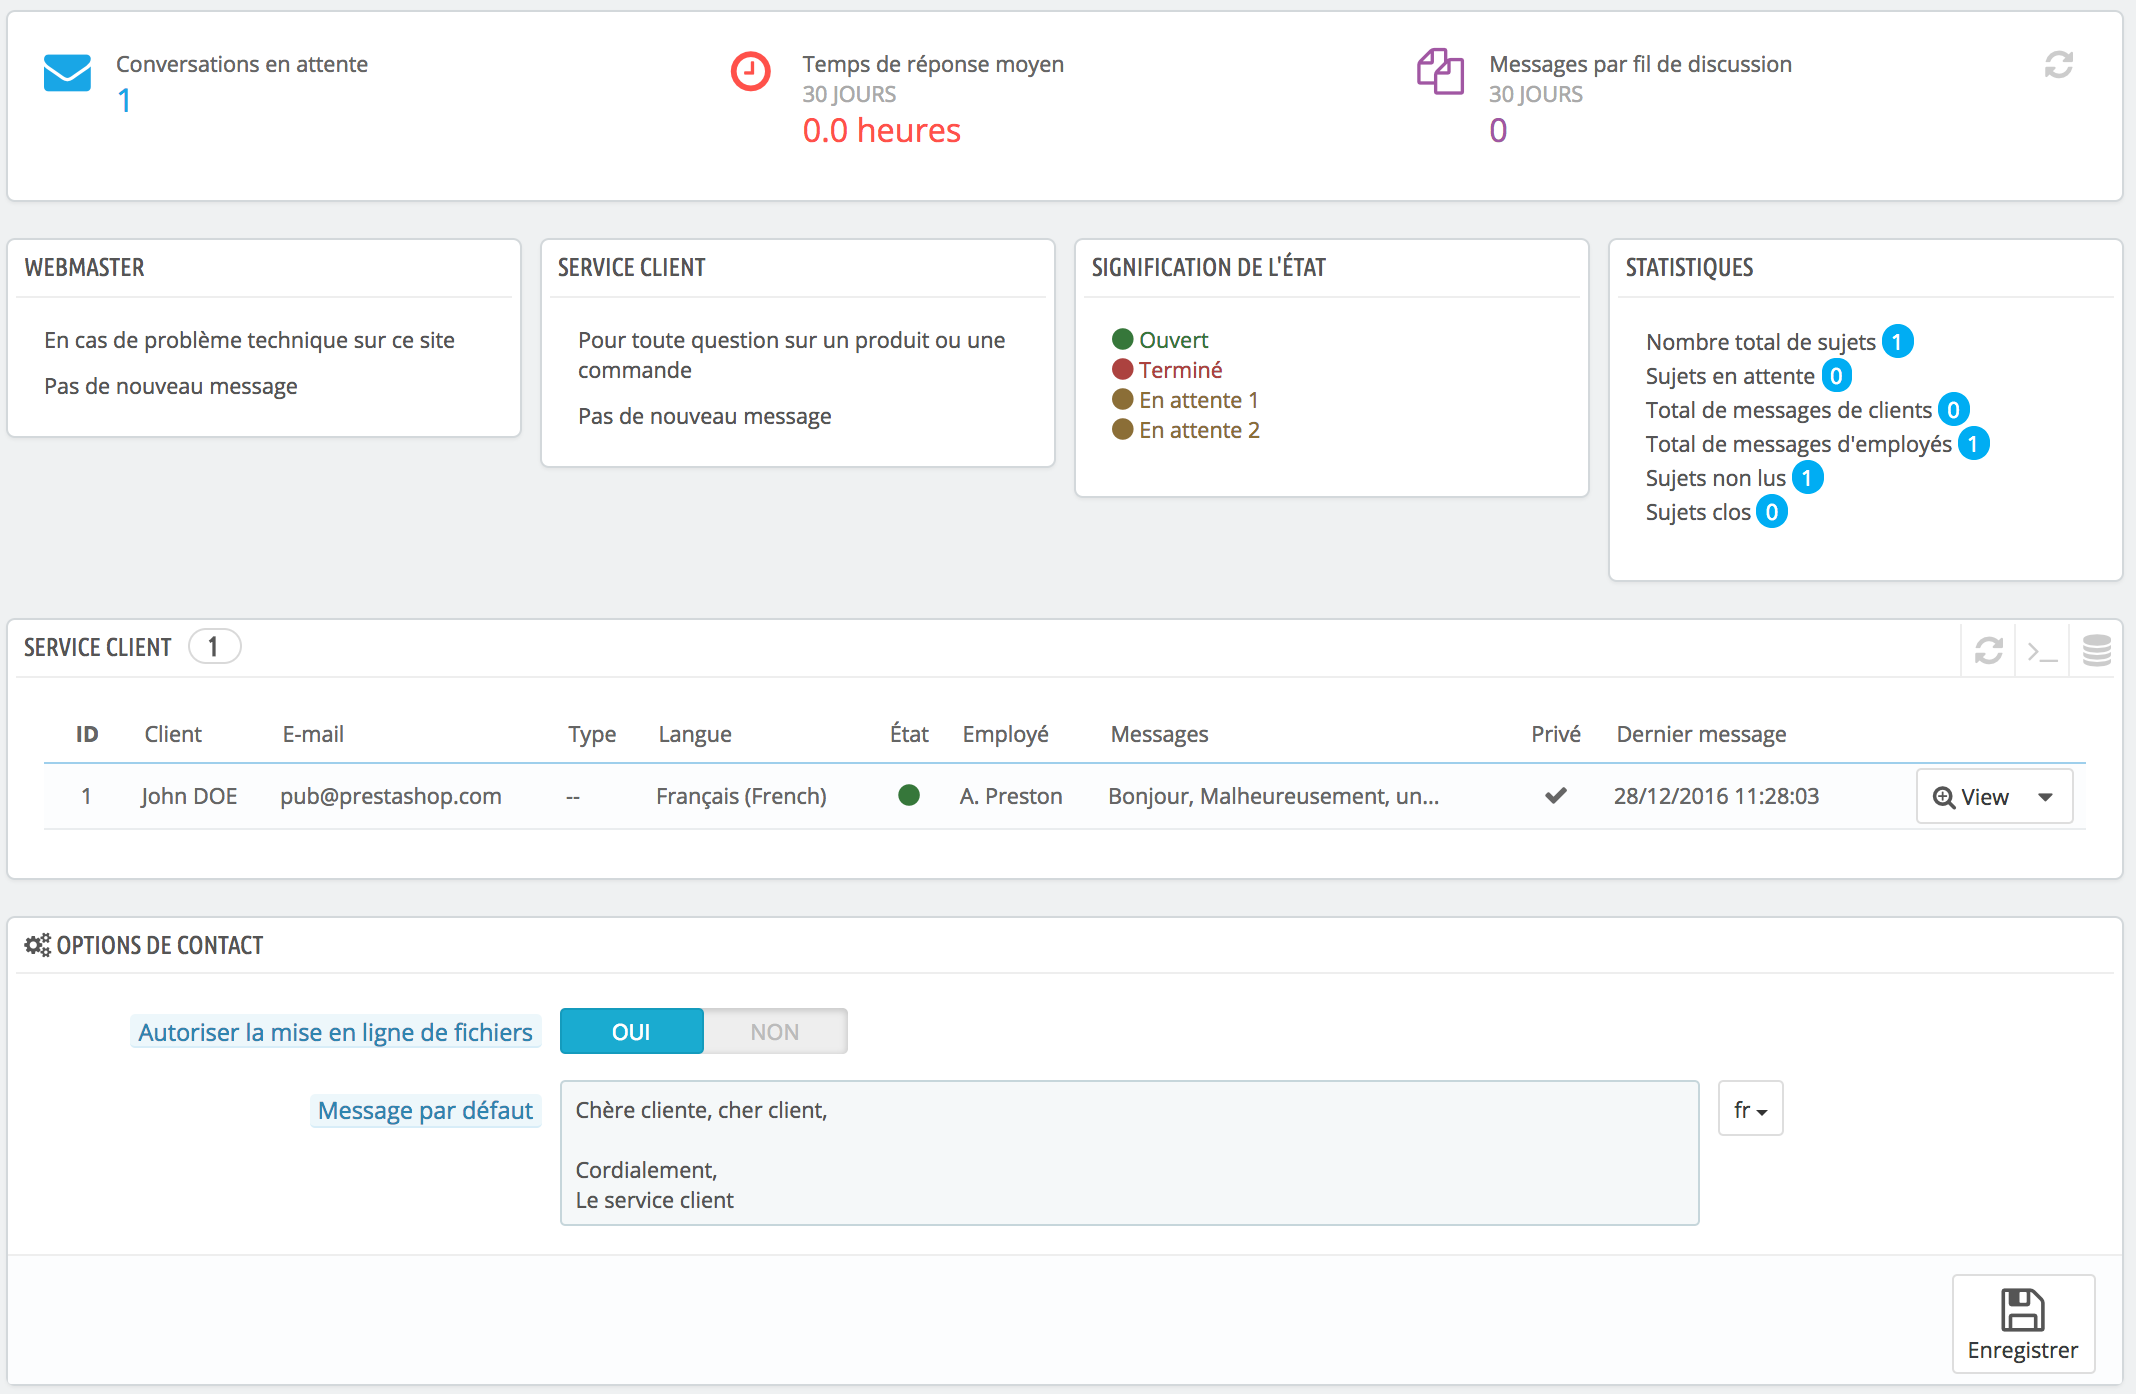 Conversations en attente
1
Temps de réponse moyen
30 JOURS
0.0 heures
Messages par fil de discussion
30 JOURS
0
WEBMASTER
En cas de problème technique sur ce site
Pas de nouveau message
SERVICE CLIENT
Pour toute question sur un produit ou une
commande
Pas de nouveau message
SIGNIFICATION DE L'ÉTAT
Ouvert
Terminé
En attente 1
En attente 2
STATISTIQUES
Nombre total de sujets 1
Sujets en attente 0
Total de messages de clients 0
Total de messages d'employés 1
Sujets non lus 1
Sujets clos 0
SERVICE CLIENT 1
ID Client E-mail Type Langue État Employé Messages Privé Dernier message
1 John DOE pub@prestashop.com -- Français (French) A. Preston Bonjour, Malheureusement, un... 28/12/2016 11:28:03 View
OPTIONS DE CONTACT
Autoriser la mise en ligne de fichiers OUI NON
Message par défaut
Chère cliente, cher client,
Cordialement,
Le service client
fr
Enregistrer